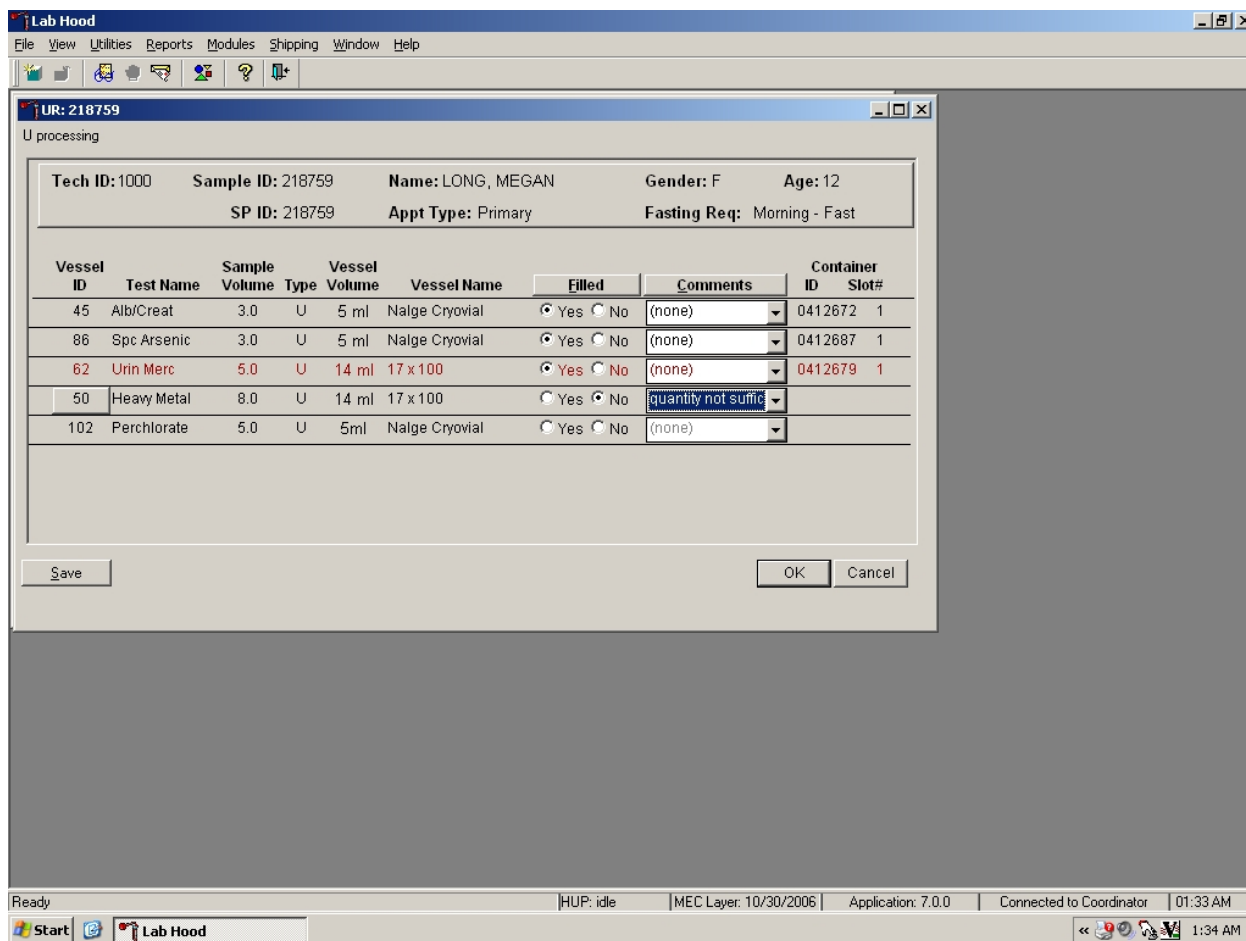 Lab Hood
File View Utilities Reports Modules Shipping Window Help
UR: 218759
U processing
Tech ID: 1000 Sample ID: 218759 Name: LONG, MEGAN Gender: F Age: 12
SP ID: 218759 Appt Type: Primary Fasting Req: Morning - Fast
Vessel Sample Vessel Container
ID Test Name Volume Type Volume Vessel Name Filled Comments ID Slot#
45 Alb/Creat 3.0 U 5 ml Nalge Cryovial Yes No (none) 0412672 1
86 Spc Arsenic 3.0 U 5 ml Nalge Cryovial Yes No (none) 0412687 1
62 Urin Merc 5.0 U 14 ml 17 x 100 Yes No (none) 0412679 1
50 Heavy Metal 8.0 U 14 ml 17 x 100 Yes No quantity not suffic
102 Perchlorate 5.0 U 5ml Nalge Cryovial Yes No (none)
Save OK Cancel
Ready HUP: idle MEC Layer: 10/30/2006 Application: 7.0.0 Connected to Coordinator 01:33 AM
Start Lab Hood « 1:34 AM